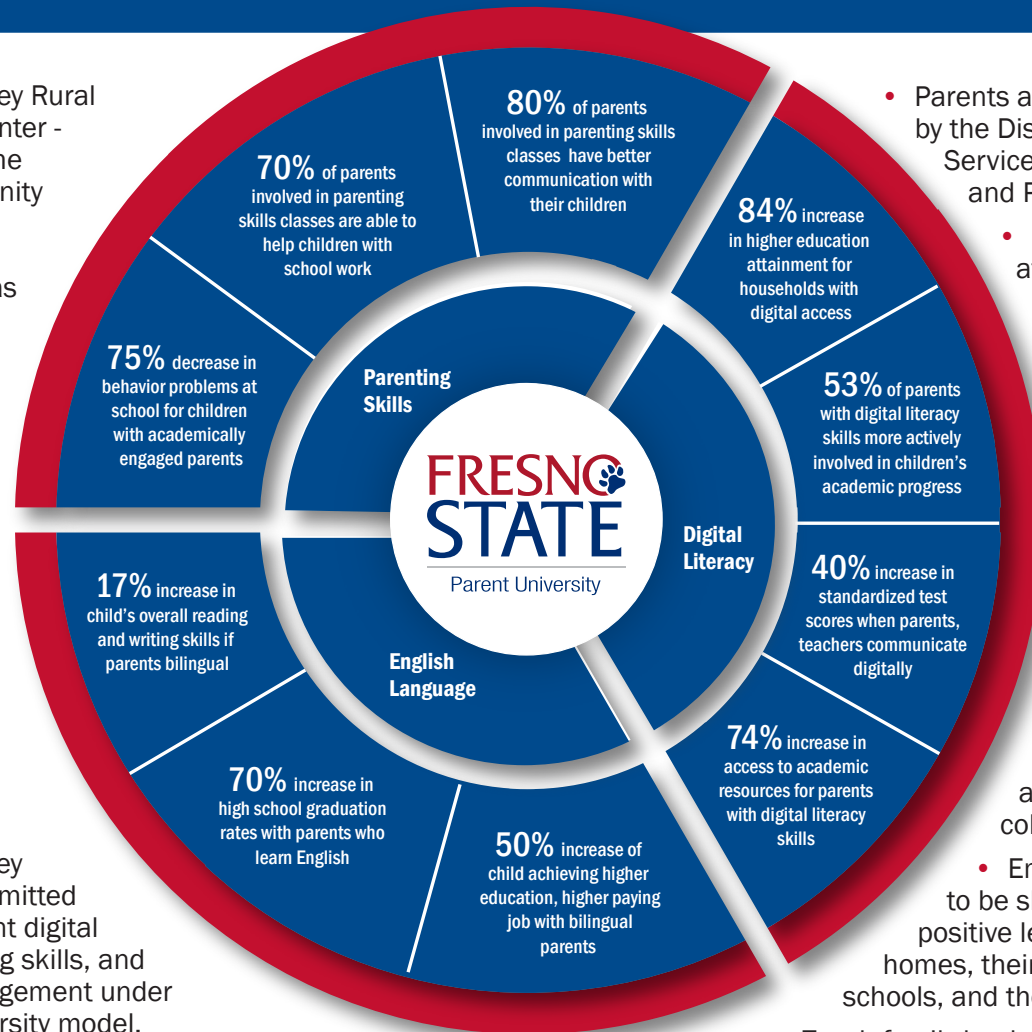 ey Rural
nter -
ne
nity
as
80% of parents
involved in parenting skills
classes have better
communication with
their children
70% of parents
involved in parenting
skills classes are able to
help children with
school work
75% decrease in
behavior problems at
school for children
with academically
engaged parents
Parenting
Skills
84% increase
in higher education
attainment for
households with
digital access
53% of parents
with digital literacy
skills more actively
involved in children's
academic progress
40% increase in
standardized test
scores when parents,
teachers communicate
digitally
74% increase in
access to academic
resources for parents
with digital literacy
skills
Digital
Literacy
FRESNO
STATE
Parent University
English
Language
17% increase in
child's overall reading
and writing skills if
parents bilingual
70% increase in
high school graduation
rates with parents who
learn English
50% increase of
child achieving higher
education, higher paying
job with bilingual
parents
ey
mitted
nt digital
g skills, and
gement under
rsity model.
• Parents a
by the Dis
Service
and P
•
at
a
col
• En
to be s
positive le
homes, their
schools, and the